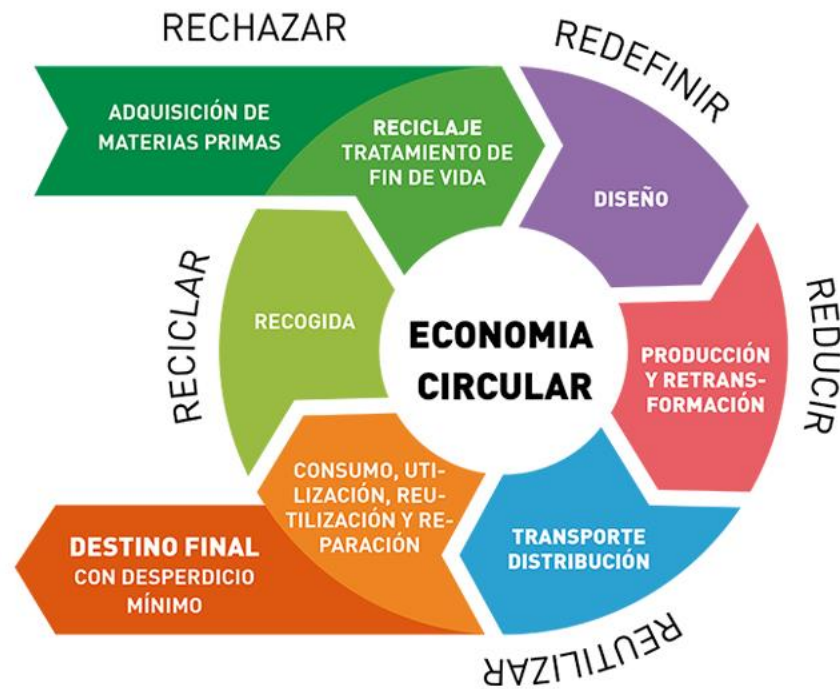 RECHAZAR
REDEFINIR
ADQUISICIÓN DE
MATERIAS PRIMAS
RECICLAJE
TRATAMIENTO DE
FIN DE VIDA
DISEÑO
REDUCIR
PRODUCCIÓN
Y RETRANS-
FORMACIÓN
ECONOMIA
CIRCULAR
RECICLAR
RECOGIDA
CONSUMO, UTI-
LIZACIÓN, REU-
TILIZACIÓN Y RE-
PARACIÓN
TRANSPORTE
DISTRIBUCIÓN
DESTINO FINAL
CON DESPERDICIO
MÍNIMO
REUTILIZAR